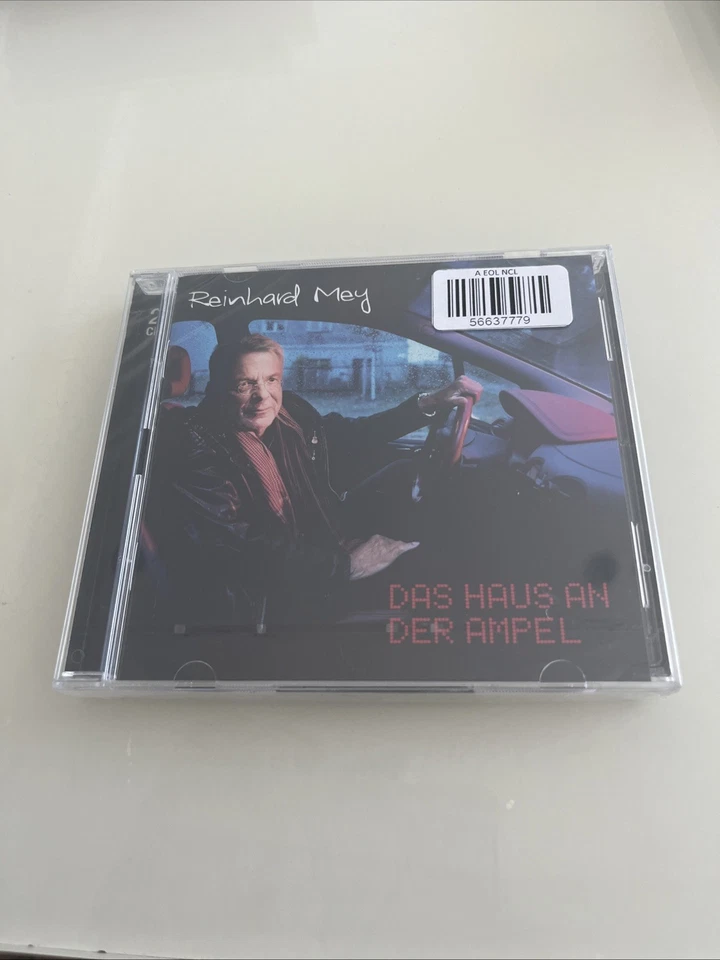 Reinhard Mey
A EOL NCL
56637779
DAS HAUS AN
DER AMPEL